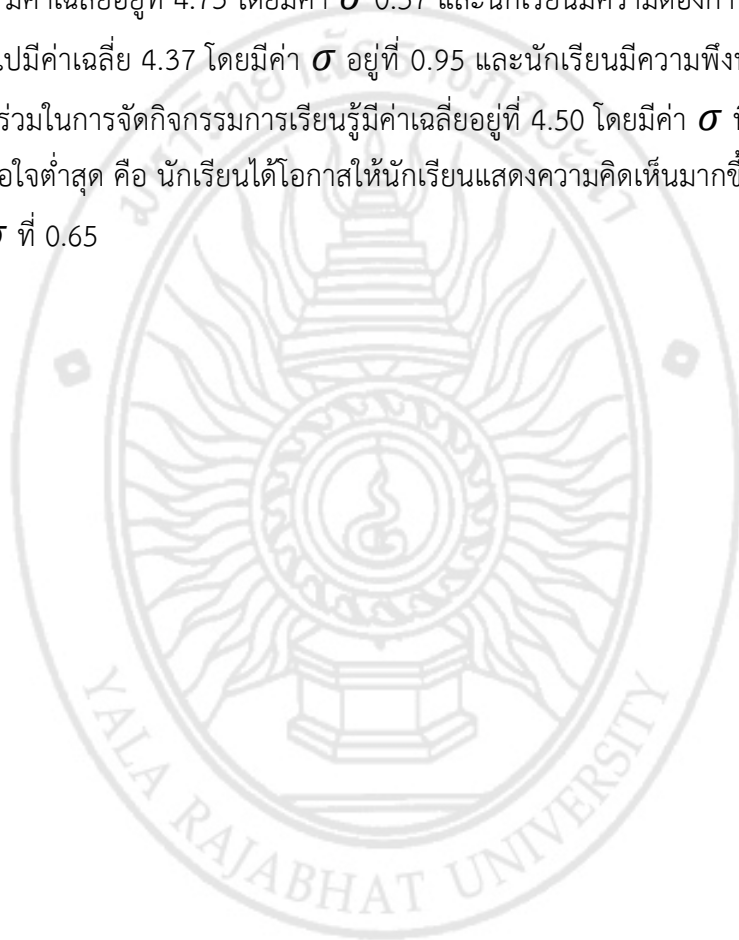 มีค่าเฉลี่ยอยู่ที่ 4.75 โดยมีค่า σ 0.57 และนักเรียนมีความต้องกา
ปมีค่าเฉลี่ย 4.37 โดยมีค่า σ อยู่ที่ 0.95 และนักเรียนมีความพึง
ร่วมในการจัดกิจกรรมการเรียนรู้มีค่าเฉลี่ยอยู่ที่ 4.50 โดยมีค่า σ
อใจต่ำสุด คือ นักเรียนได้โอกาสให้นักเรียนแสดงความคิดเห็นมากขึ้
σ ที่ 0.65
YALA RAJABHAT UNIVERSITY